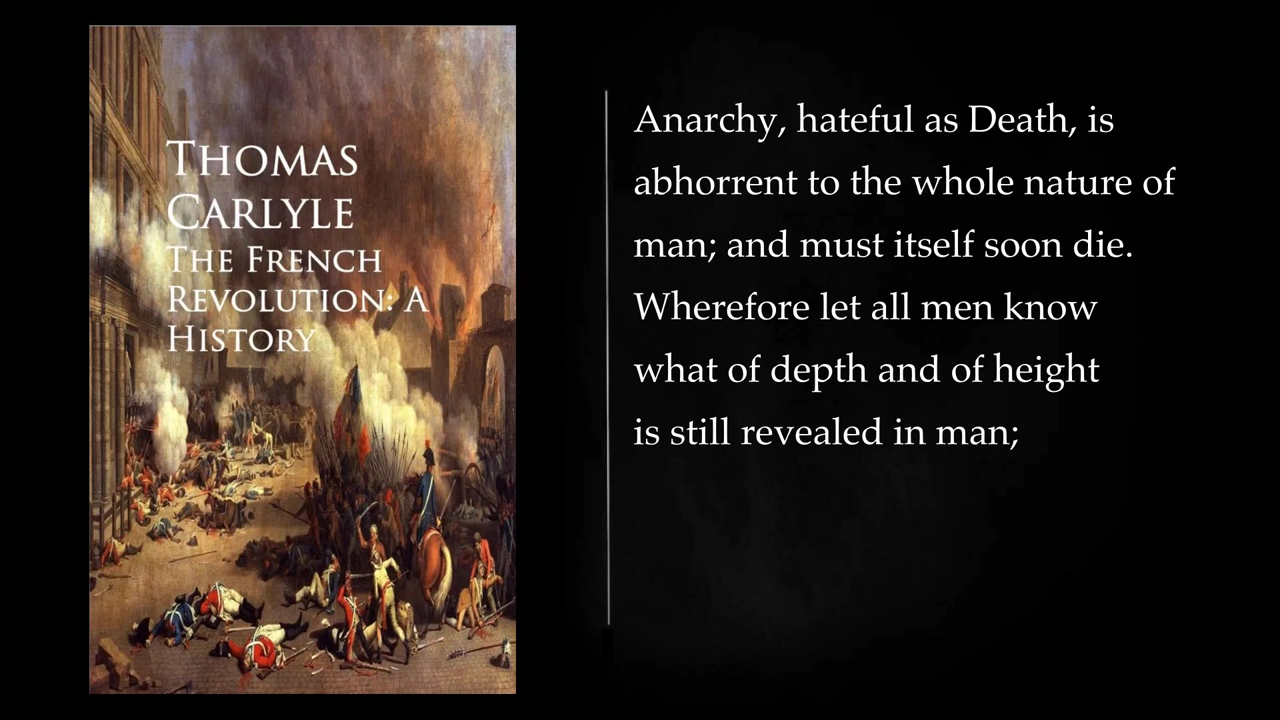 THOMAS
CARLYLE
THE FRENCH
REVOLUTION: A
HISTORY
Anarchy, hateful as Death, is
abhorrent to the whole nature of
man; and must itself soon die.
Wherefore let all men know
what of depth and of height
is still revealed in man;